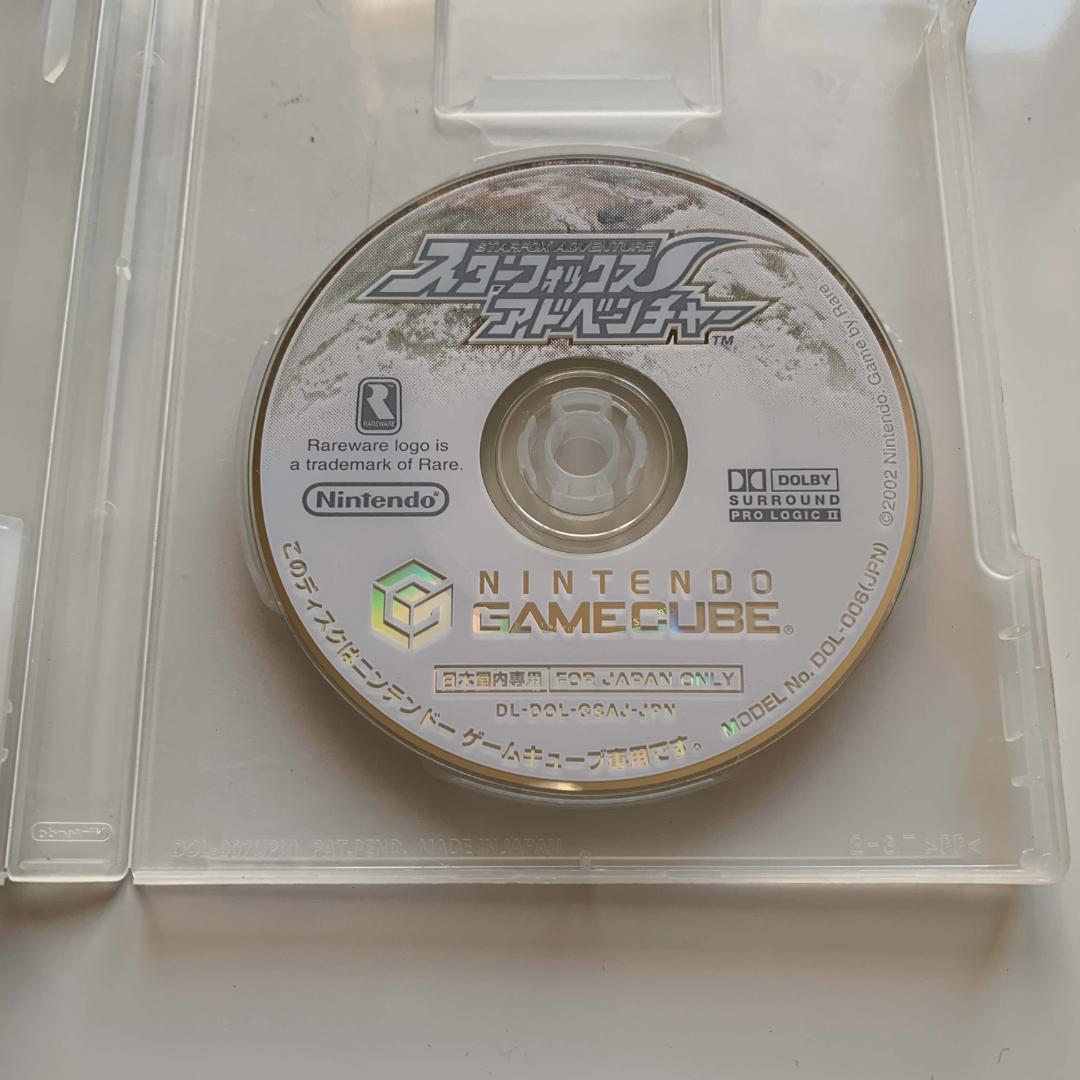 STARFOX ADVENTURE
スターフォックス
アドベンチャー
TM
R
RAREWARE
Rareware logo is
a trademark of Rare.
Nintendo®
DOLBY
SURROUND
PRO LOGIC II
©2002 Nintendo. Game by Rare
NINTENDO
GAMECUBE®
日本国内専用 FOR JAPAN ONLY
DL-DOL-GSAJ-JPN
MODEL No. DOL-006(JPN)
このディスクはニンテンドー ゲームキューブ専用です。
Nintendo
PAT.PEND. MADE IN JAPAN
>PP<